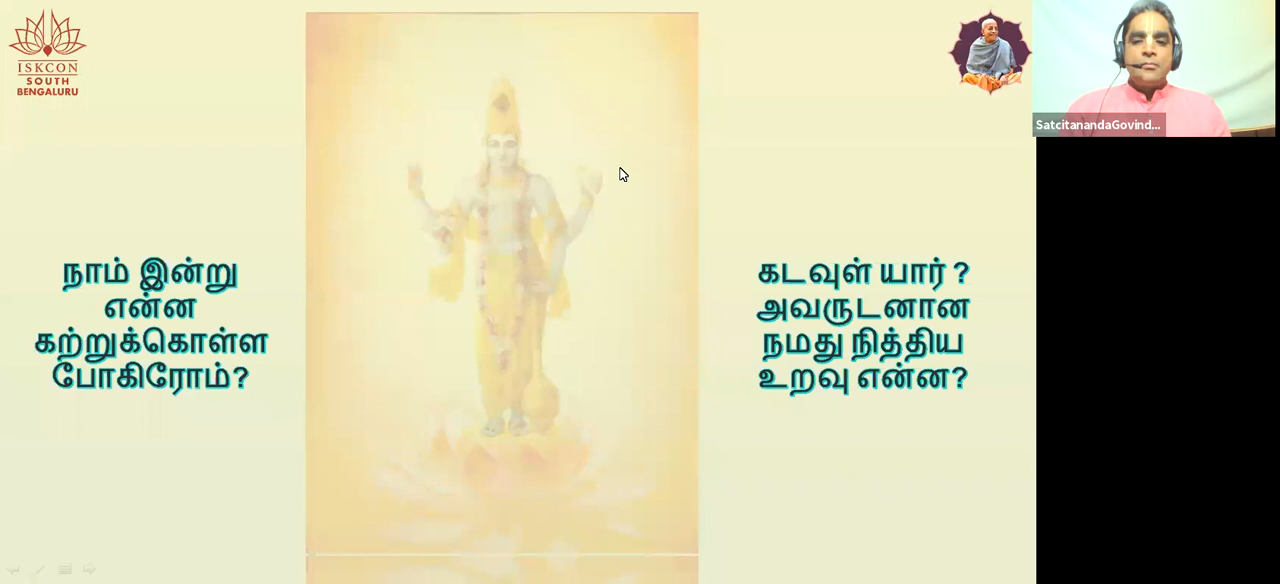 ISKCON
SOUTH
BENGALURU
நாம் இன்று
என்ன
கற்றுக்கொள்ள
போகிரோம்?
கடவுள் யார் ?
அவருடனான
நமது நித்திய
உறவு என்ன?
SatcitanandaGovind...